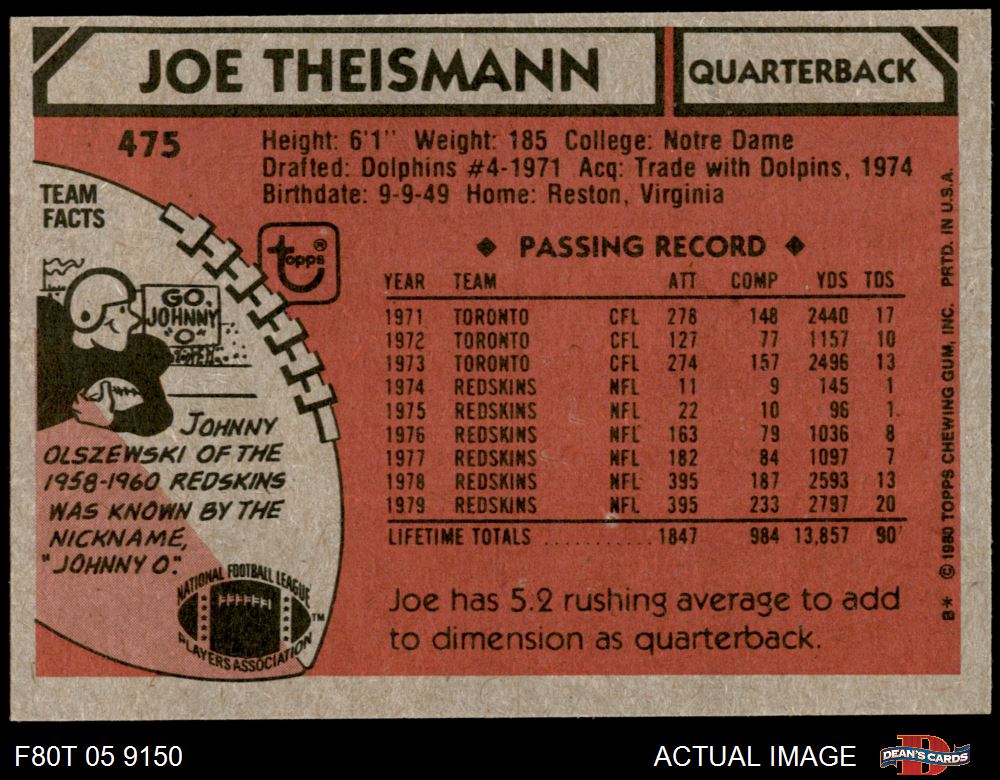 JOE THEISMANN
QUARTERBACK
475
Height: 6'1" Weight: 185 College: Notre Dame
Drafted: Dolphins #4-1971 Acq: Trade with Dolpins, 1974
Birthdate: 9-9-49 Home: Reston, Virginia
TEAM
FACTS
topps®
GO,
JOHNNY
"O"
JOHNNY
OLSZEWSKI OF THE
1958-1960 REDSKINS
WAS KNOWN BY THE
NICKNAME,
"JOHNNY O".
NATIONAL FOOTBALL LEAGUE
PLAYERS ASSOCIATION
TM
◆ PASSING RECORD ◆
YEAR TEAM ATT COMP YDS TDS
1971 TORONTO CFL 278 148 2440 17
1972 TORONTO CFL 127 77 1157 10
1973 TORONTO CFL 274 157 2496 13
1974 REDSKINS NFL 11 9 145 1
1975 REDSKINS NFL 22 10 96 1
1976 REDSKINS NFL 163 79 1036 8
1977 REDSKINS NFL 182 84 1097 7
1978 REDSKINS NFL 395 187 2593 13
1979 REDSKINS NFL 395 233 2797 20
LIFETIME TOTALS ........... 1847 984 13,857 90
Joe has 5.2 rushing average to add
to dimension as quarterback.
B* © 1980 TOPPS CHEWING GUM, INC. PRTD. IN U.S.A.
F80T 05 9150
ACTUAL IMAGE
DEAN'S CARDS